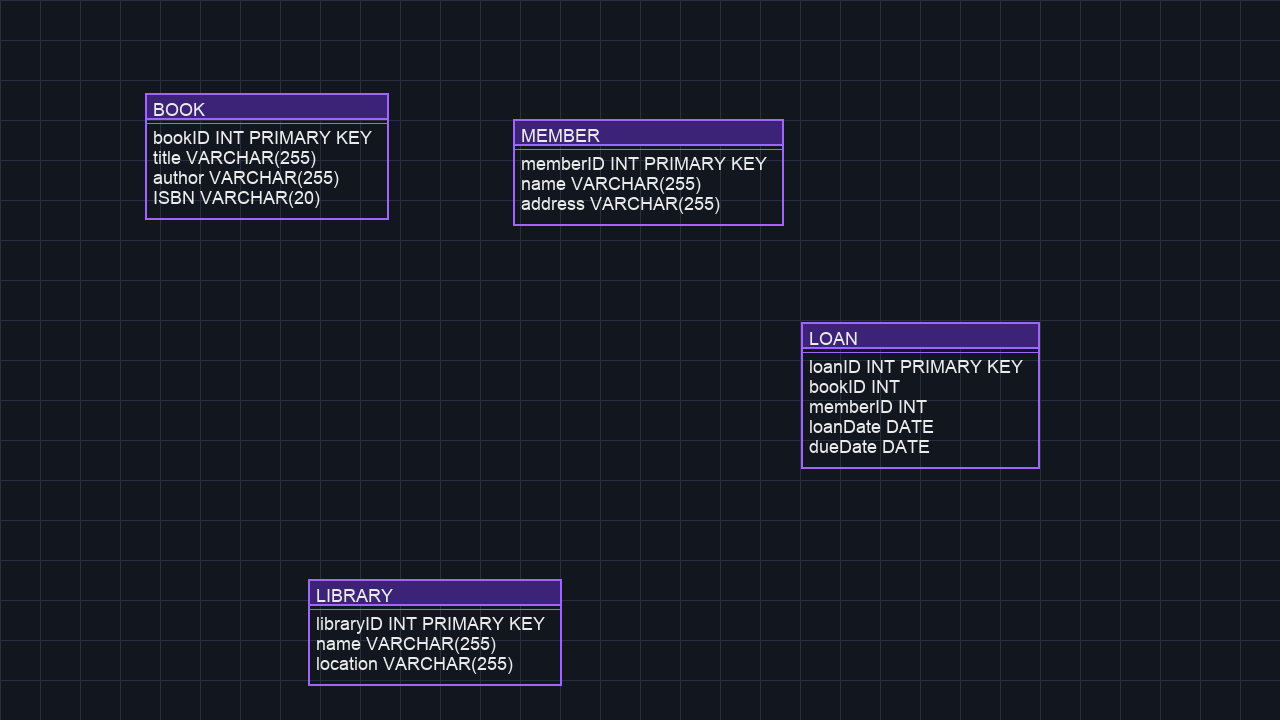 BOOK
bookID INT PRIMARY KEY
title VARCHAR(255)
author VARCHAR(255)
ISBN VARCHAR(20)
MEMBER
memberID INT PRIMARY KEY
name VARCHAR(255)
address VARCHAR(255)
LOAN
loanID INT PRIMARY KEY
bookID INT
memberID INT
loanDate DATE
dueDate DATE
LIBRARY
libraryID INT PRIMARY KEY
name VARCHAR(255)
location VARCHAR(255)